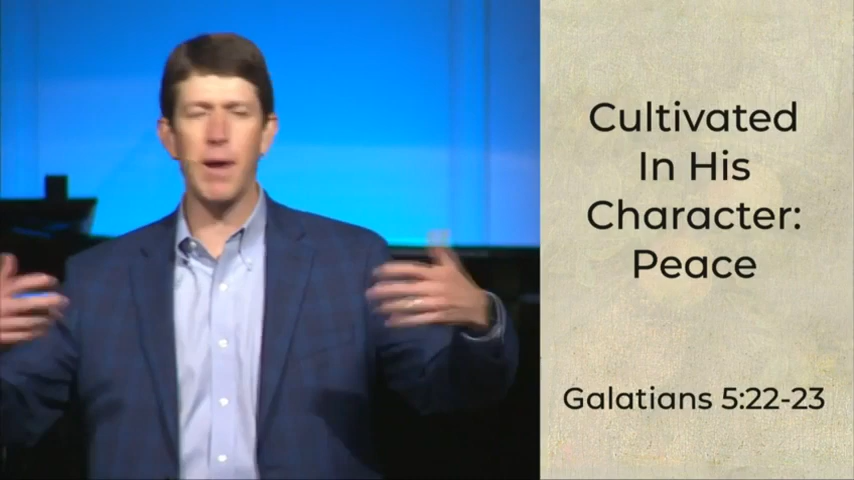 Cultivated
In His
Character:
Peace
Galatians 5:22-23